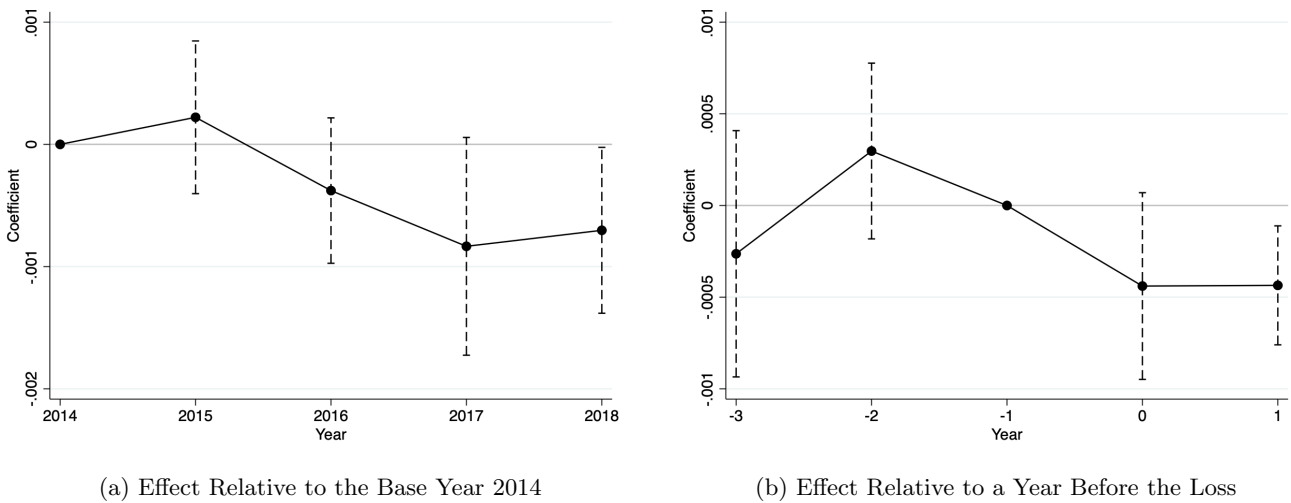 .001
0
-.001
-.002
Coefficient
2014 2015 2016 2017 2018
Year
(a) Effect Relative to the Base Year 2014
.001
.0005
0
-.0005
-.001
Coefficient
-3 -2 -1 0 1
Year
(b) Effect Relative to a Year Before the Loss